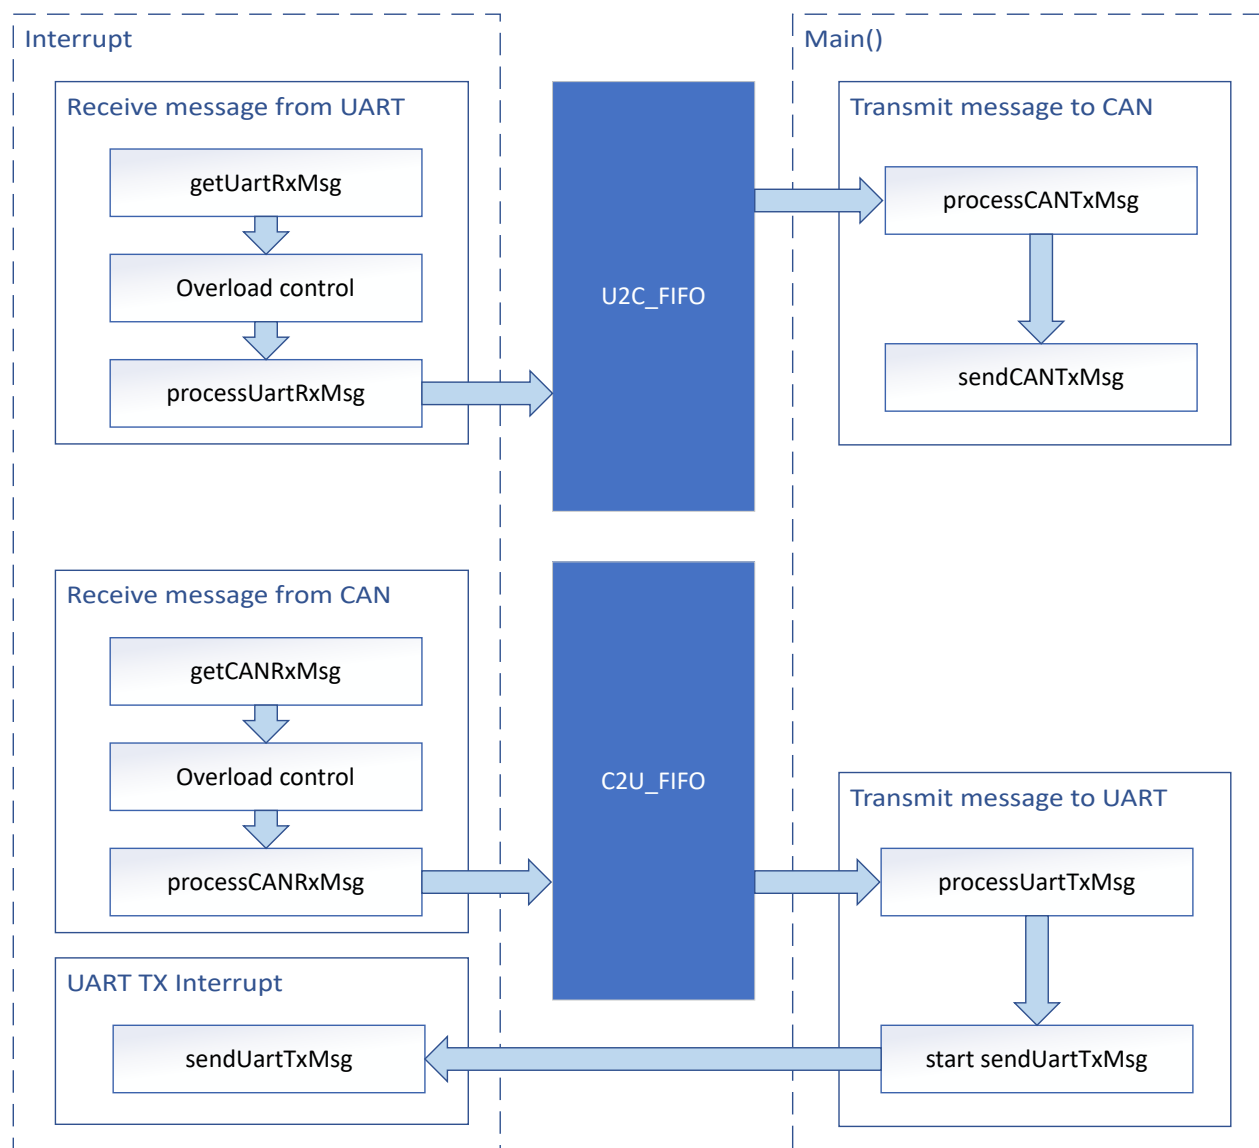 Interrupt
Receive message from UART
getUartRxMsg
Overload control
processUartRxMsg
U2C_FIFO
Main()
Transmit message to CAN
processCANTxMsg
sendCANTxMsg
Receive message from CAN
getCANRxMsg
Overload control
processCANRxMsg
C2U_FIFO
Transmit message to UART
processUartTxMsg
start sendUartTxMsg
UART TX Interrupt
sendUartTxMsg